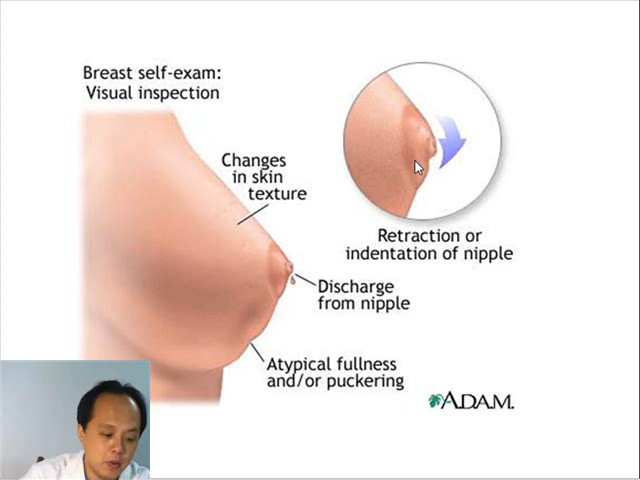 Breast self-exam:
Visual inspection
Changes
in skin
texture
Retraction or
indentation of nipple
Discharge
from nipple
Atypical fullness
and/or puckering
ADAM.